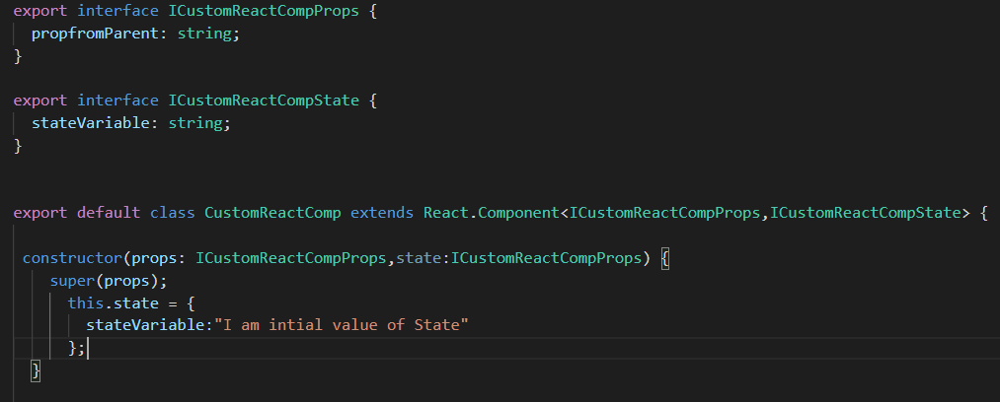 export interface ICustomReactCompProps {
propfromParent: string;
}
export interface ICustomReactCompState {
stateVariable: string;
}
export default class CustomReactComp extends React.Component<ICustomReactCompProps,ICustomReactCompState> {
constructor(props: ICustomReactCompProps,state:ICustomReactCompProps) {
super(props);
this.state = {
stateVariable:"I am intial value of State"
};
}